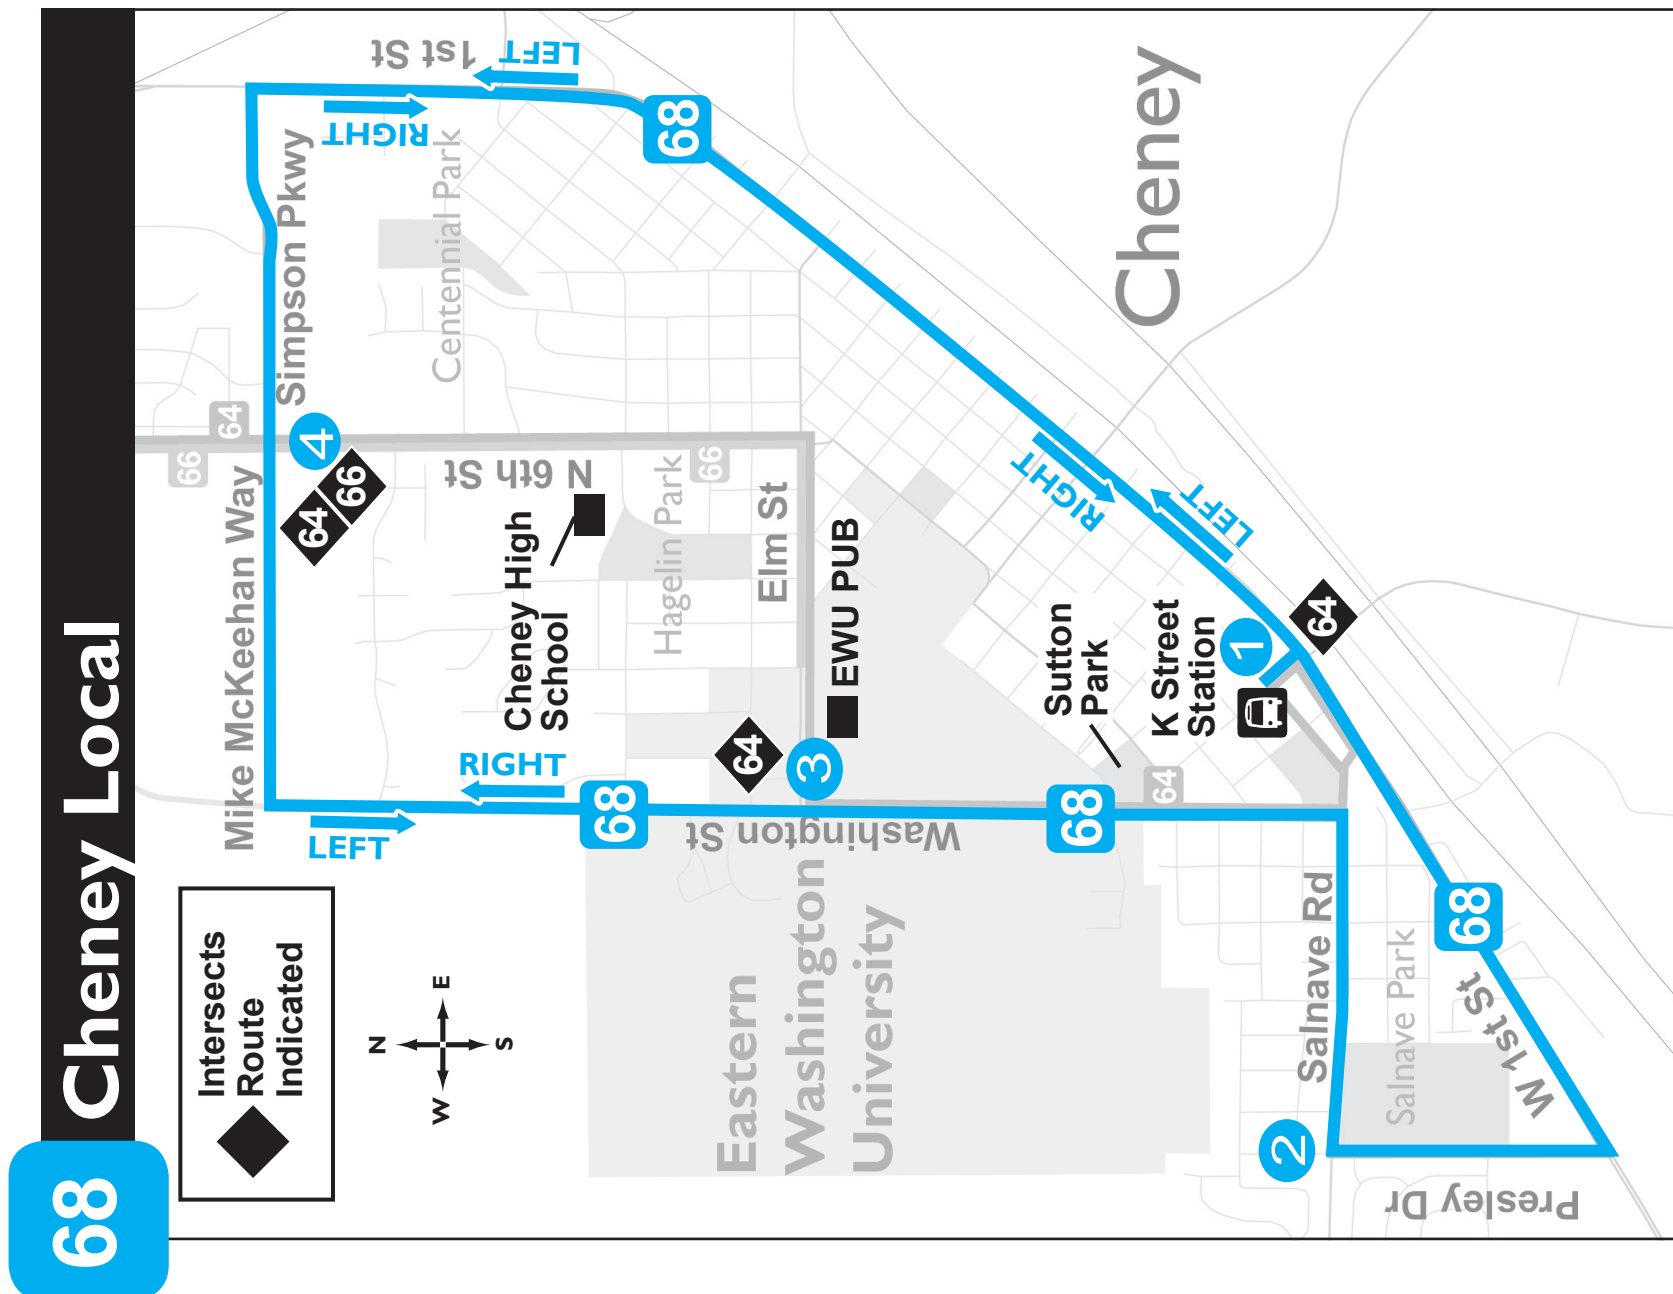 68 Cheney Local
Intersects
Route
Indicated
N
W
E
S
Mike McKeehan Way
Simpson Pkwy
1st St
LEFT
RIGHT
68
Centennial Park
64
66
4
64
66
N 6th St
Cheney High
School
Hagelin Park
66
Elm St
EWU PUB
64
3
RIGHT
LEFT
68
Washington St
Eastern
Washington
University
68
64
Sutton
Park
K Street
Station
1
64
RIGHT
LEFT
Cheney
Salnave Rd
Salnave Park
68
W 1st St
2
Presley Dr